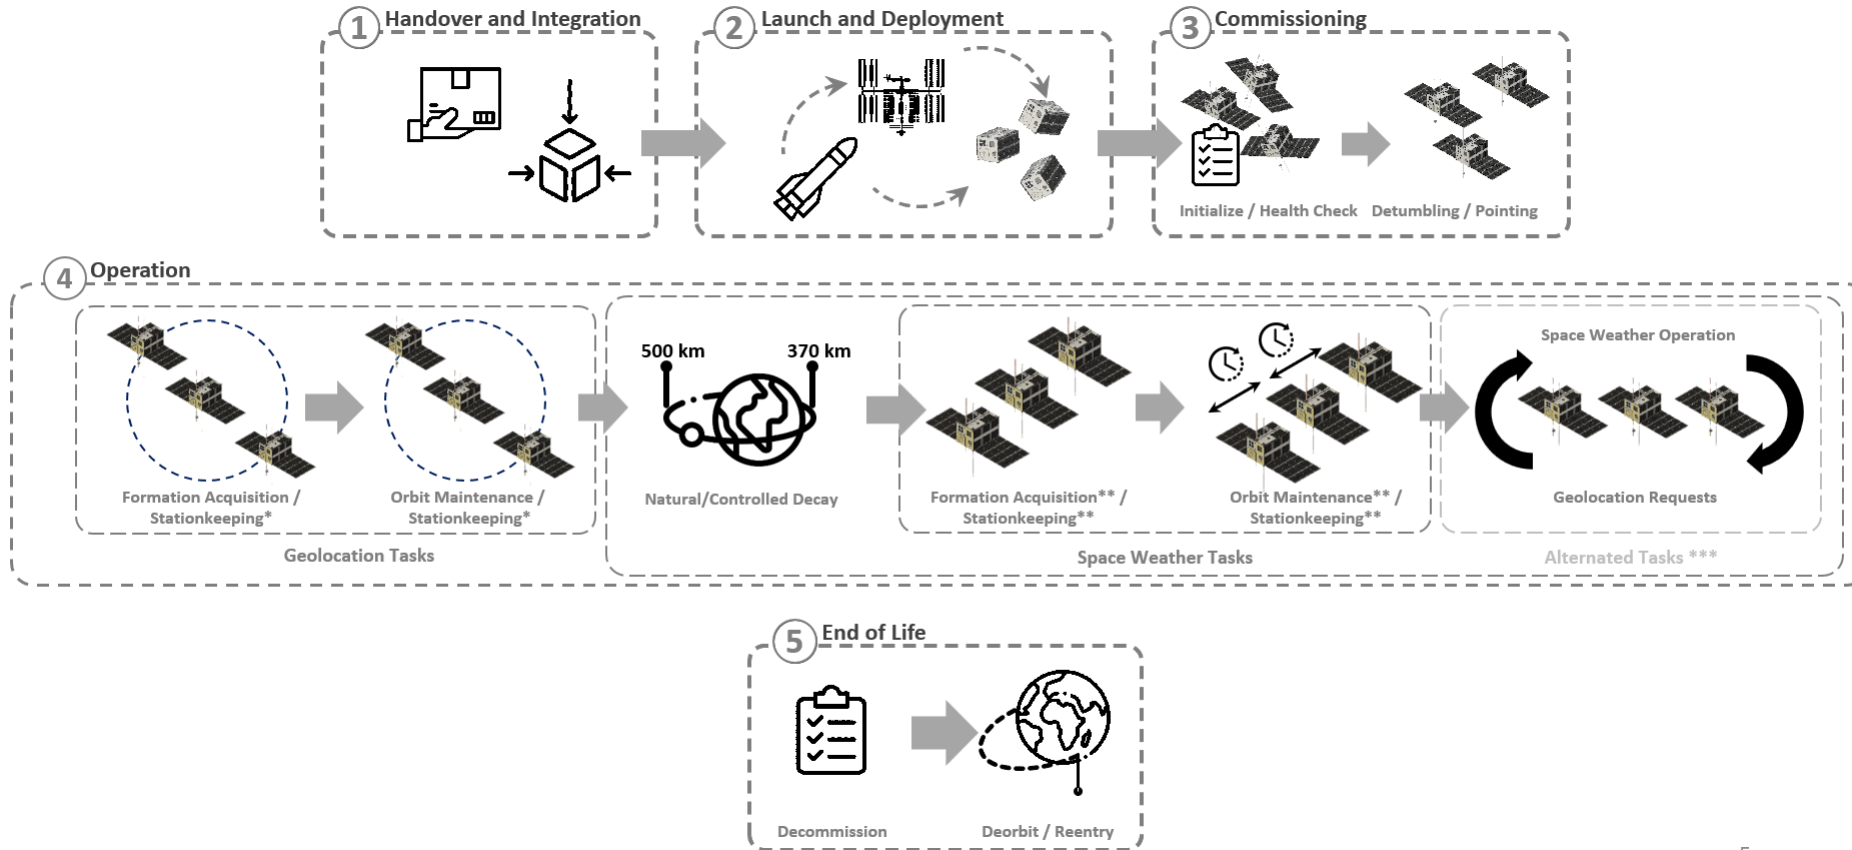 1 Handover and Integration
2 Launch and Deployment
3 Commissioning
Initialize / Health Check
Detumbling / Pointing
4 Operation
500 km
370 km
Space Weather Operation
Formation Acquisition /
Stationkeeping*
Orbit Maintenance /
Stationkeeping*
Natural/Controlled Decay
Formation Acquisition** /
Stationkeeping**
Orbit Maintenance** /
Stationkeeping**
Geolocation Requests
Geolocation Tasks
Space Weather Tasks
Alternated Tasks ***
5 End of Life
Decommission
Deorbit / Reentry